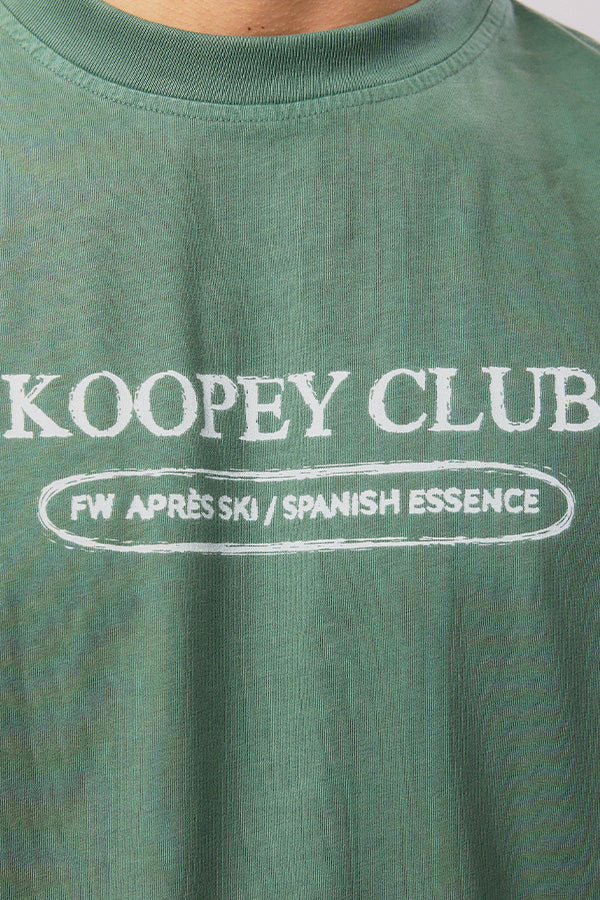 KOOPEY CLUB
FW APRÈS SKI / SPANISH ESSENCE